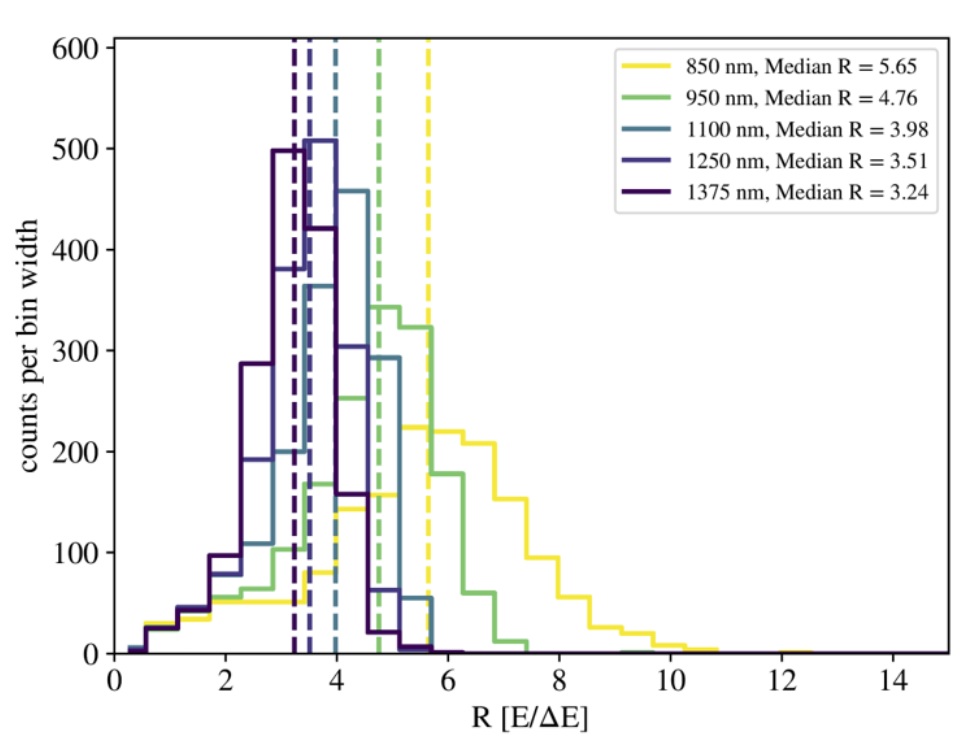 600
500
400
300
200
100
0
counts per bin width
850 nm, Median R = 5.65
950 nm, Median R = 4.76
1100 nm, Median R = 3.98
1250 nm, Median R = 3.51
1375 nm, Median R = 3.24
0 2 4 6 8 10 12 14
R [E/ΔE]